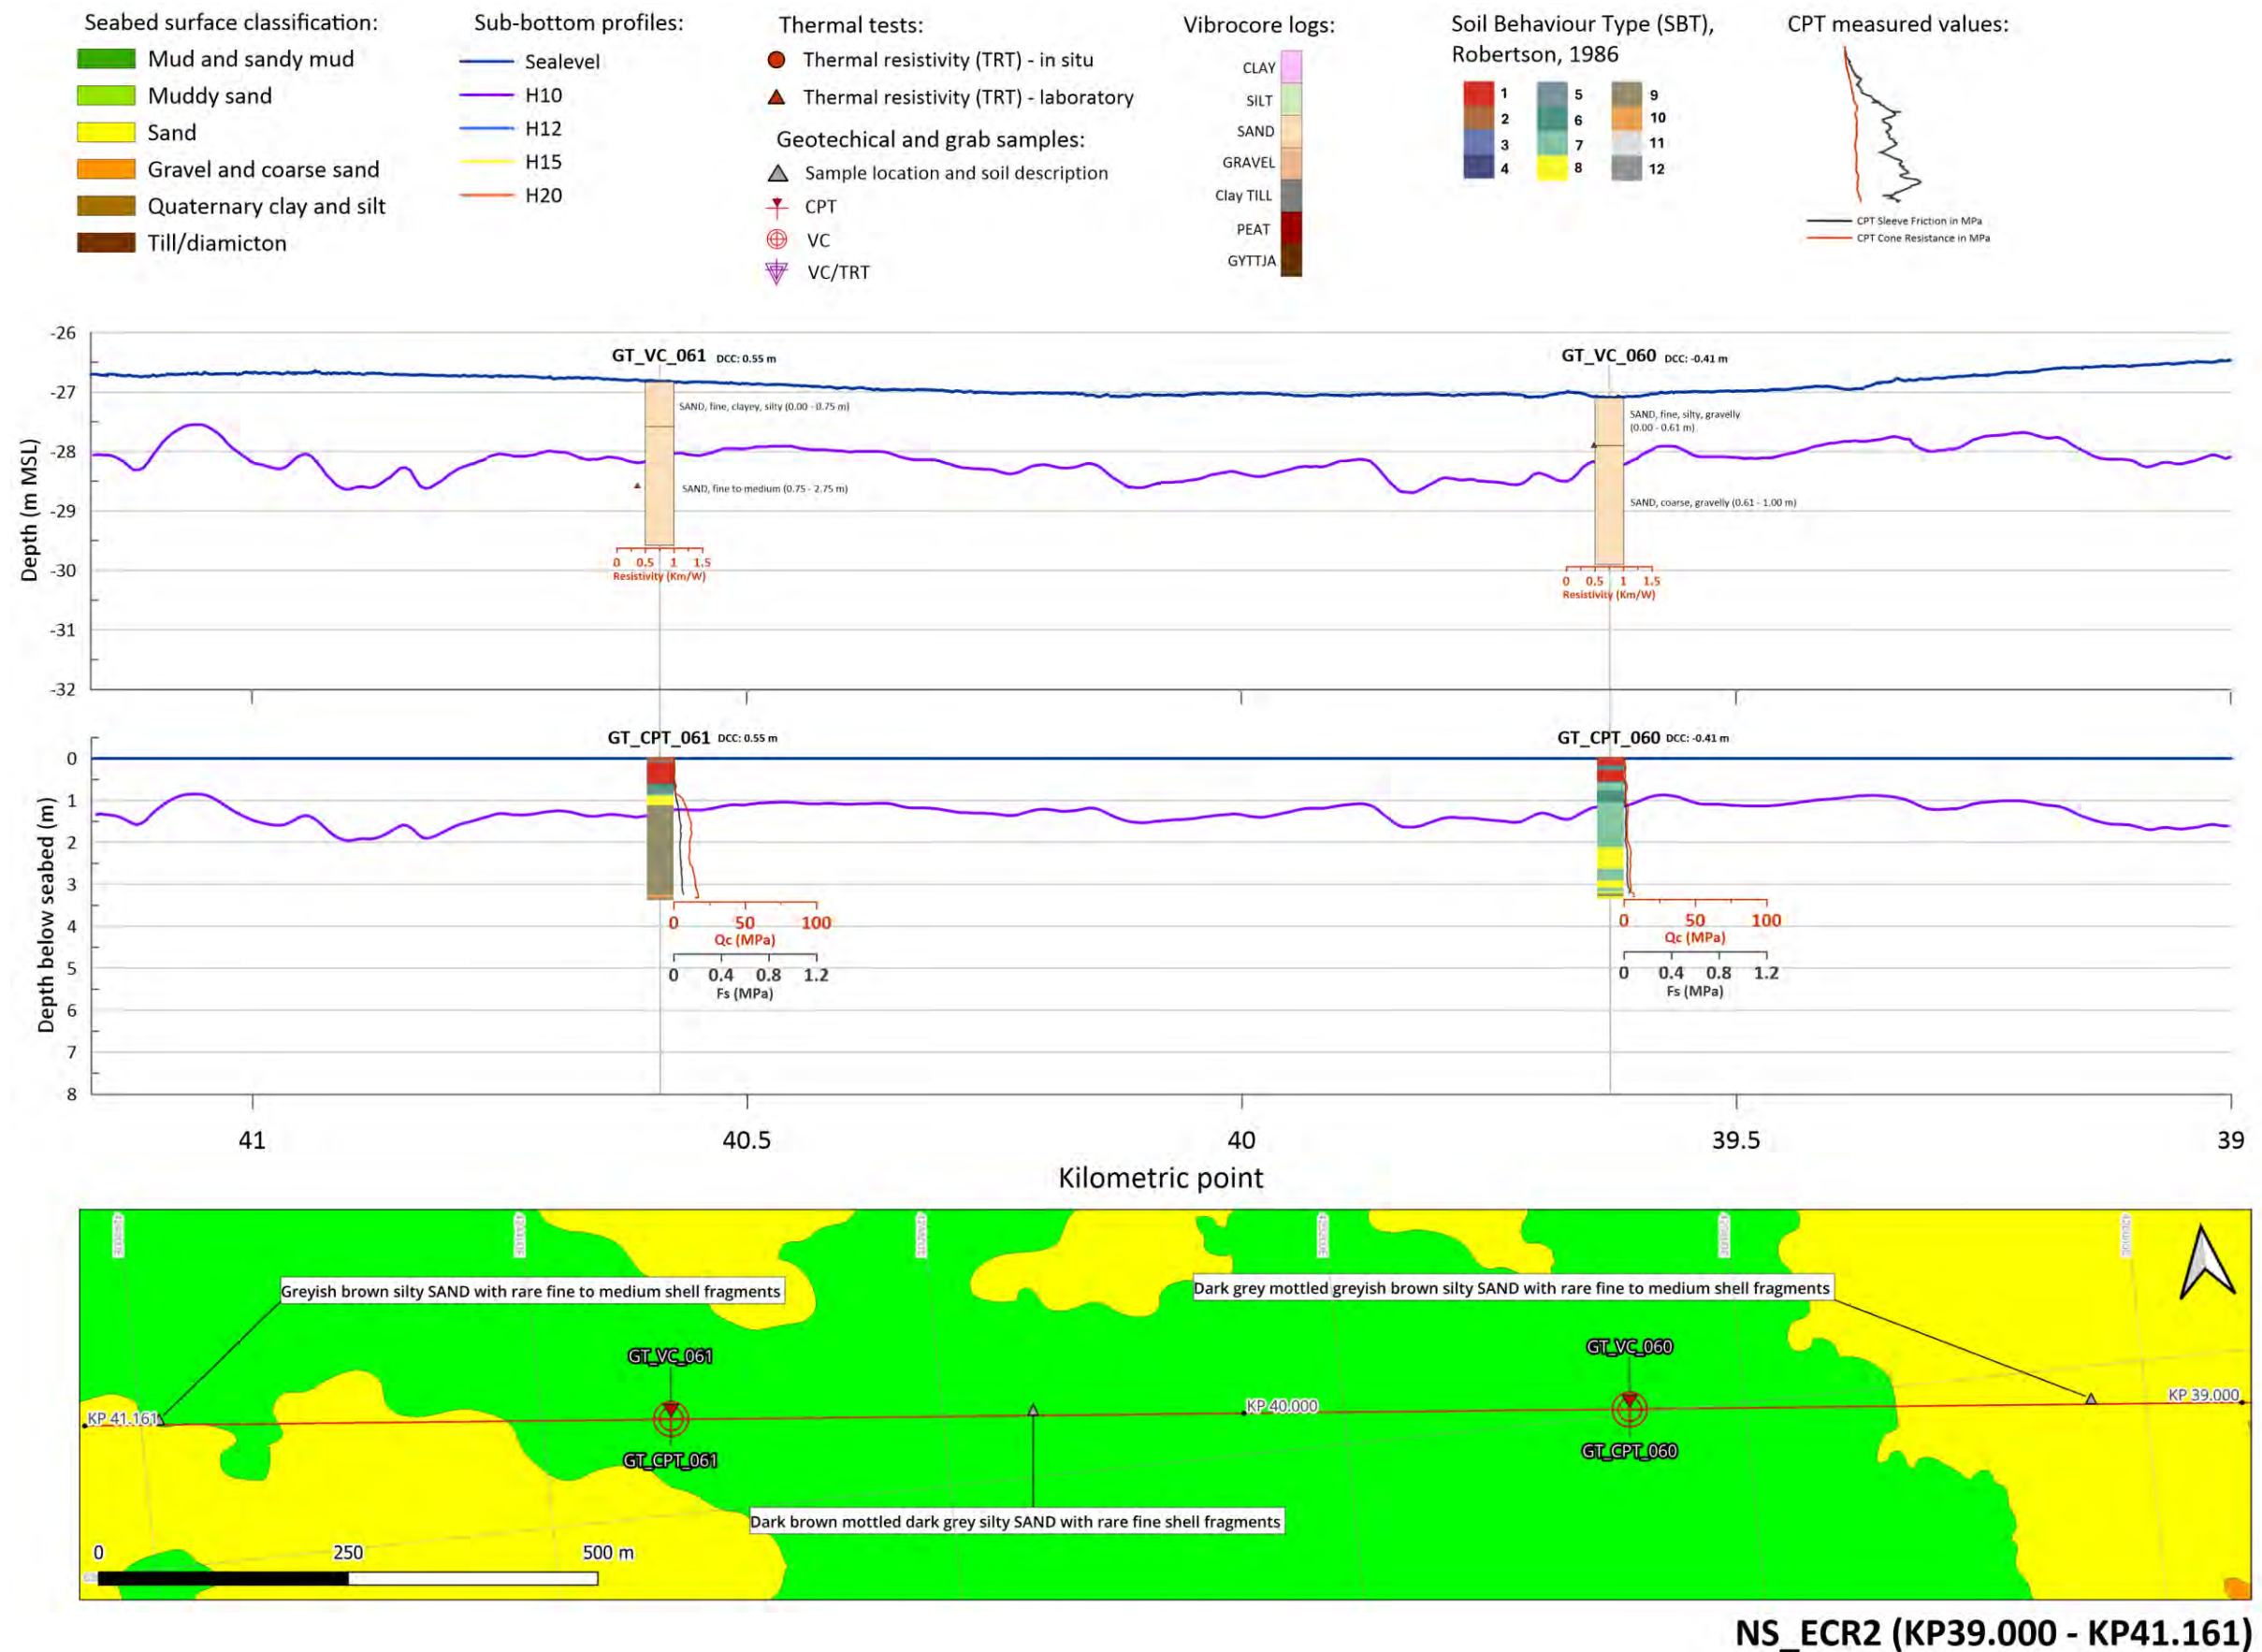 Seabed surface classification:
Mud and sandy mud
Muddy sand
Sand
Gravel and coarse sand
Quaternary clay and silt
Till/diamicton
Sub-bottom profiles:
Sealevel
H10
H12
H15
H20
Thermal tests:
Thermal resistivity (TRT) - in situ
Thermal resistivity (TRT) - laboratory
Geotechical and grab samples:
Sample location and soil description
CPT
VC
VC/TRT
Vibrocore logs:
CLAY
SILT
SAND
GRAVEL
Clay TILL
PEAT
GYTTJA
Soil Behaviour Type (SBT),
Robertson, 1986
1 5 9
2 6 10
3 7 11
4 8 12
CPT measured values:
CPT Sleeve Friction in MPa
CPT Cone Resistance in MPa
Depth (m MSL)
-26
-27
-28
-29
-30
-31
-32
GT_VC_061 DCC: 0.55 m
SAND, fine, clayey, silty (0.00 - 0.75 m)
SAND, fine to medium (0.75 - 2.75 m)
0 0.5 1 1.5
Resistivity (Km/W)
GT_VC_060 DCC: -0.41 m
SAND, fine, silty, gravelly
(0.00 - 0.61 m)
SAND, coarse, gravelly (0.61 - 1.00 m)
0 0.5 1 1.5
Resistivity (Km/W)
Depth below seabed (m)
0
1
2
3
4
5
6
7
8
GT_CPT_061 DCC: 0.55 m
0 50 100
Qc (MPa)
0 0.4 0.8 1.2
Fs (MPa)
GT_CPT_060 DCC: -0.41 m
0 50 100
Qc (MPa)
0 0.4 0.8 1.2
Fs (MPa)
41 40.5 40 39.5 39
Kilometric point
Greyish brown silty SAND with rare fine to medium shell fragments
Dark grey mottled greyish brown silty SAND with rare fine to medium shell fragments
GT_VC_061
GT_VC_060
KP 41.161
KP 40.000
KP 39.000
GT_CPT_061
GT_CPT_060
Dark brown mottled dark grey silty SAND with rare fine shell fragments
0 250 500 m
NS_ECR2 (KP39.000 - KP41.161)